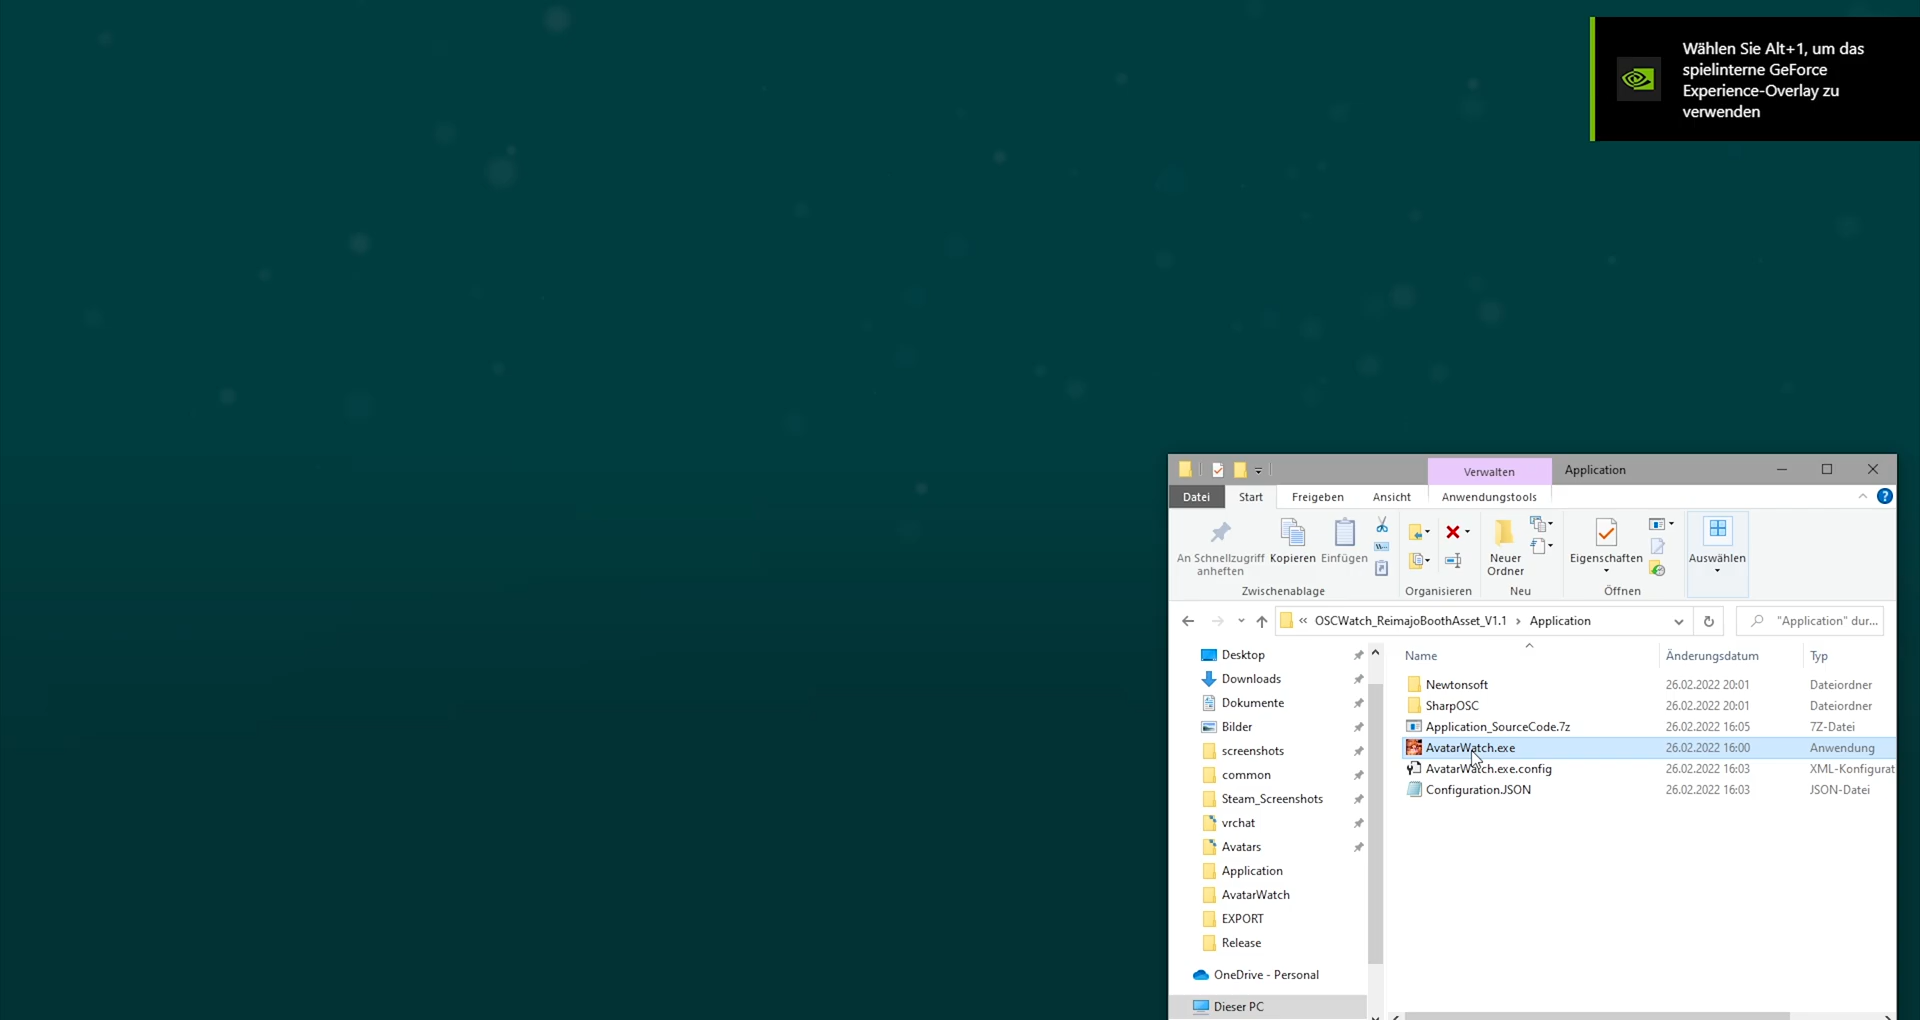 Wählen Sie Alt+1, um das
spielinterne GeForce
Experience-Overlay zu
verwenden
Verwalten
Application
Datei
Start
Freigeben
Ansicht
Anwendungstools
An Schnellzugriff
anheften
Kopieren
Einfügen
Neuer
Ordner
Eigenschaften
Auswählen
Zwischenablage
Organisieren
Neu
Öffnen
« OSCWatch_ReimajoBoothAsset_V1.1 › Application
"Application" dur...
Desktop
Downloads
Dokumente
Bilder
screenshots
common
Steam_Screenshots
vrchat
Avatars
Application
AvatarWatch
EXPORT
Release
OneDrive - Personal
Dieser PC
Name Änderungsdatum Typ
Newtonsoft 26.02.2022 20:01 Dateiordner
SharpOSC 26.02.2022 20:01 Dateiordner
Application_SourceCode.7z 26.02.2022 16:05 7Z-Datei
AvatarWatch.exe 26.02.2022 16:00 Anwendung
AvatarWatch.exe.config 26.02.2022 16:03 XML-Konfigurat
Configuration.JSON 26.02.2022 16:03 JSON-Datei